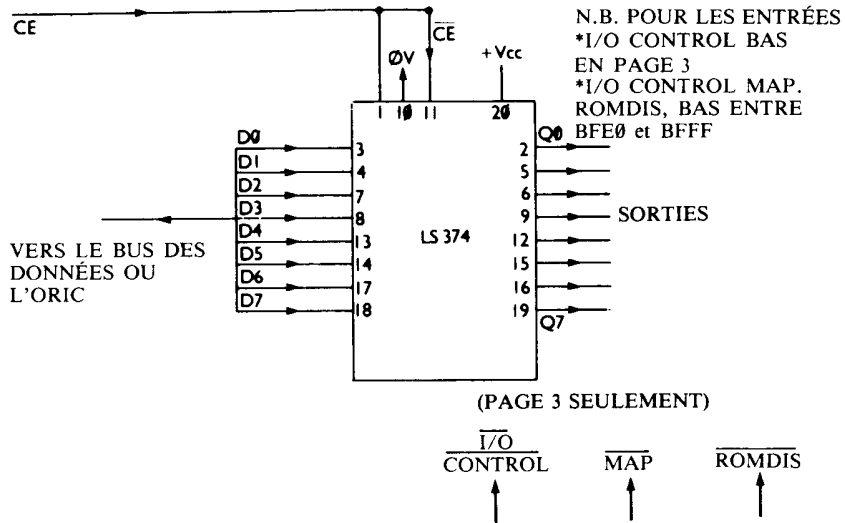 CE
CE
N.B. POUR LES ENTRÉES
*I/O CONTROL BAS
EN PAGE 3
*I/O CONTROL MAP.
ROMDIS, BAS ENTRE
BFE0 et BFFF
0V
+Vcc
1 10 11 20
D0 3
D1 4
D2 7
D3 8
D4 13
D5 14
D6 17
D7 18
LS 374
2 Q0
5
6
9 SORTIES
12
15
16
19 Q7
VERS LE BUS DES
DONNÉES OU
L'ORIC
(PAGE 3 SEULEMENT)
I/O
CONTROL
MAP
ROMDIS